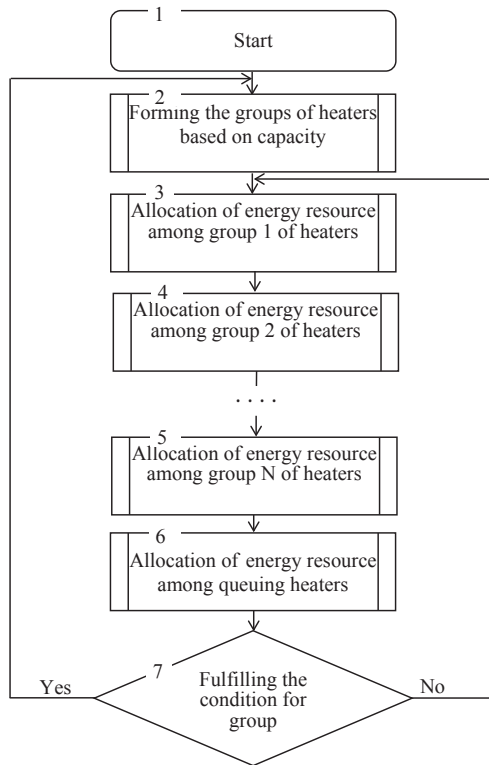 1
Start
2
Forming the groups of heaters
based on capacity
3
Allocation of energy resource
among group 1 of heaters
4
Allocation of energy resource
among group 2 of heaters
. . . .
5
Allocation of energy resource
among group N of heaters
6
Allocation of energy resource
among queuing heaters
7
Fulfilling the
condition for
group
Yes
No